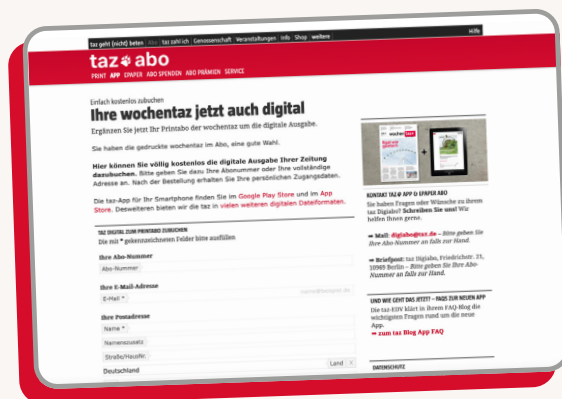 taz geht (nicht) beten Abo taz zahl ich Genossenschaft Veranstaltungen Info Shop weitere Hilfe
taz abo
PRINT APP EPAPER ABO SPENDEN ABO PRÄMIEN SERVICE
Einfach kostenlos zubuchen
Ihre wochentaz jetzt auch digital
Ergänzen Sie jetzt Ihr Printabo der wochentaz um die digitale Ausgabe.
Sie haben die gedruckte wochentaz im Abo, eine gute Wahl.
Hier können Sie völlig kostenlos die digitale Ausgabe Ihrer Zeitung
dazubuchen. Bitte geben Sie dazu Ihre Abonummer oder Ihre vollständige
Adresse an. Nach der Bestellung erhalten Sie Ihre persönlichen Zugangsdaten.
Die taz-App für Ihr Smartphone finden Sie im Google Play Store und im App
Store. Desweiteren bieten wir die taz in vielen weiteren digitalen Dateiformaten.
TAZ DIGITAL ZUM PRINTABO ZUBUCHEN
Die mit * gekennzeichneten Felder bitte ausfüllen
Ihre Abo-Nummer
Abo-Nummer
Ihre E-Mail-Adresse
E-Mail *
Ihre Postadresse
Name *
Namenszusatz
Straße/HausNr.
Deutschland
Land
KONTAKT TAZ APP & EPAPER ABO
Sie haben Fragen oder Wünsche zu ihrem
taz Digiabo? Schreiben Sie uns! Wir
helfen Ihnen gerne.
➡ Mail: digiabo@taz.de – Bitte geben Sie
Ihre Abo-Nummer an falls zur Hand.
➡ Briefpost: taz Digiabo, Friedrichstr. 21,
10969 Berlin – Bitte geben Sie Ihre Abo-
Nummer an falls zur Hand.
UND WIE GEHT DAS JETZT? – FAQS ZUR NEUEN APP
Die taz-EDV klärt in ihrem FAQ-Blog die
wichtigsten Fragen rund um die neue
App.
➡ zum taz Blog App FAQ
DATENSCHUTZ